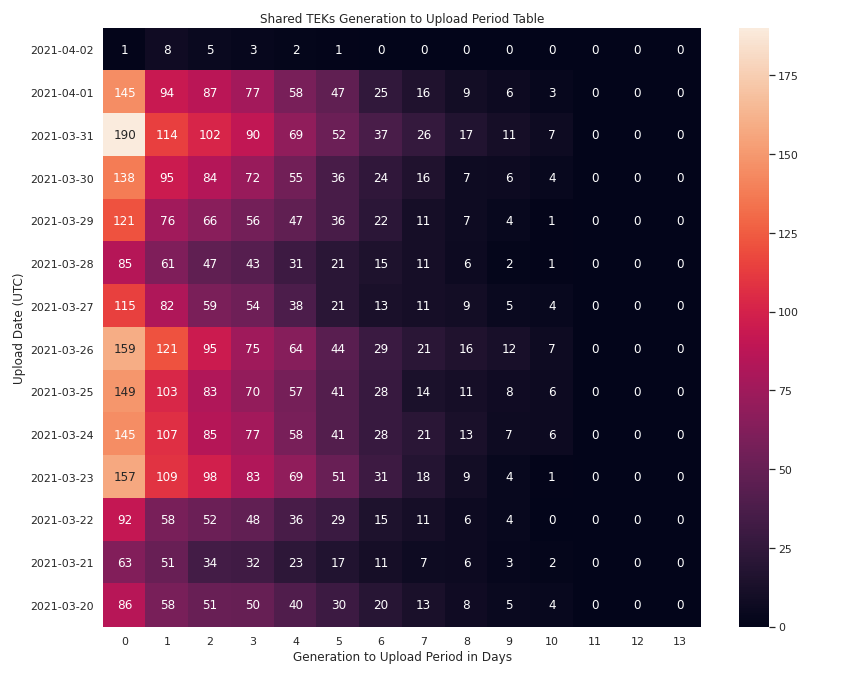 Shared TEKs Generation to Upload Period Table
Upload Date (UTC)
2021-04-02 1 8 5 3 2 1 0 0 0 0 0 0 0 0
2021-04-01 145 94 87 77 58 47 25 16 9 6 3 0 0 0
2021-03-31 190 114 102 90 69 52 37 26 17 11 7 0 0 0
2021-03-30 138 95 84 72 55 36 24 16 7 6 4 0 0 0
2021-03-29 121 76 66 56 47 36 22 11 7 4 1 0 0 0
2021-03-28 85 61 47 43 31 21 15 11 6 2 1 0 0 0
2021-03-27 115 82 59 54 38 21 13 11 9 5 4 0 0 0
2021-03-26 159 121 95 75 64 44 29 21 16 12 7 0 0 0
2021-03-25 149 103 83 70 57 41 28 14 11 8 6 0 0 0
2021-03-24 145 107 85 77 58 41 28 21 13 7 6 0 0 0
2021-03-23 157 109 98 83 69 51 31 18 9 4 1 0 0 0
2021-03-22 92 58 52 48 36 29 15 11 6 4 0 0 0 0
2021-03-21 63 51 34 32 23 17 11 7 6 3 2 0 0 0
2021-03-20 86 58 51 50 40 30 20 13 8 5 4 0 0 0
0 1 2 3 4 5 6 7 8 9 10 11 12 13
Generation to Upload Period in Days
175
150
125
100
75
50
25
0